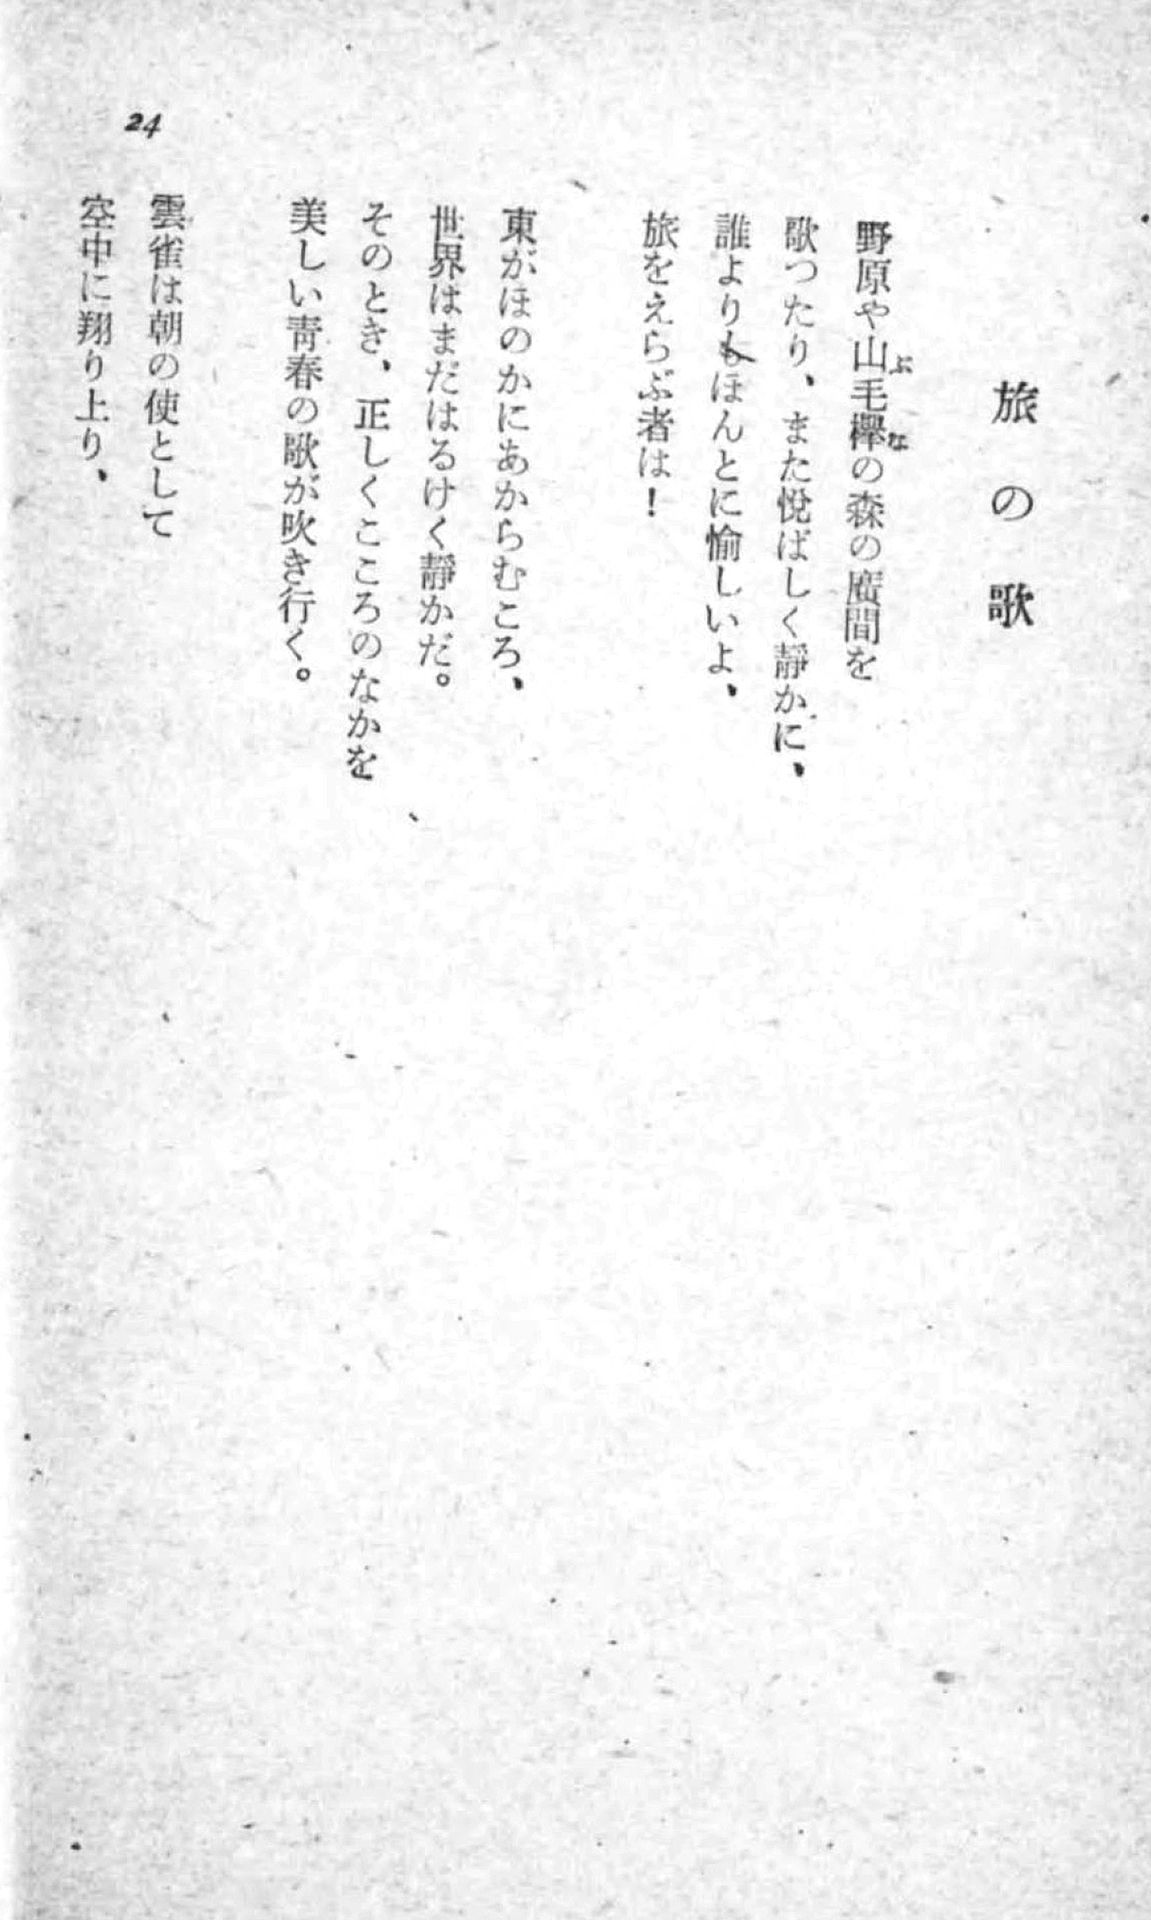 旅の歌
野原や山毛欅の森の廣間を
ぶな
歌つたり、また悅ばしく靜かに、
誰よりもほんとに愉しいよ、
旅をえらぶ者は！
東がほのかにあからむころ、
世界はまだはるけく靜かだ。
そのとき、正しくこころのなかを
美しい青春の歌が吹き行く。
雲雀は朝の使として
空中に翔り上り、
24